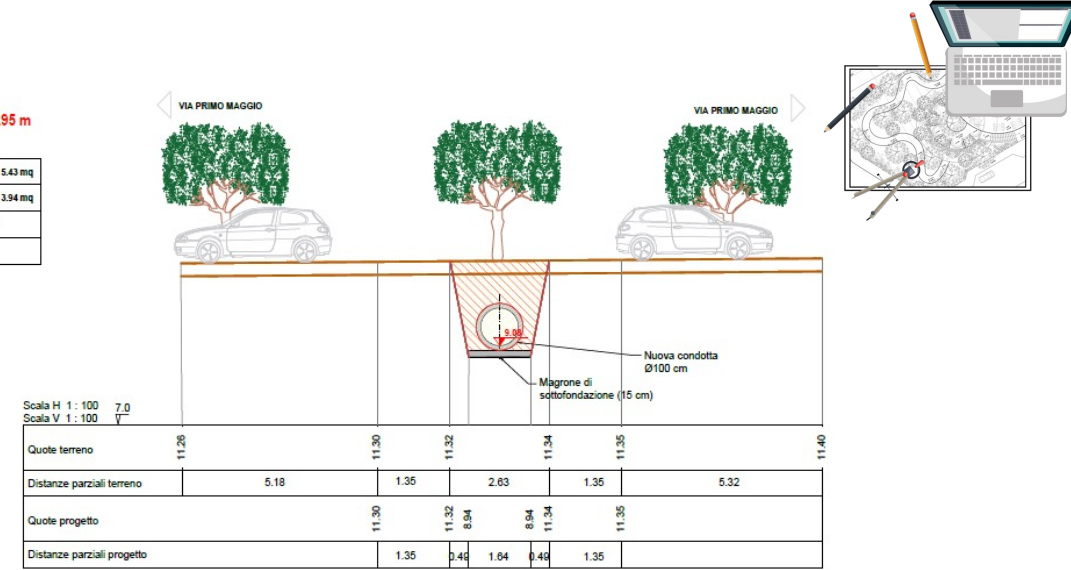 VIA PRIMO MAGGIO
VIA PRIMO MAGGIO
.95 m
5.43 mq
3.94 mq
9.08
Nuova condotta
Ø100 cm
Magrone di
sottofondazione (15 cm)
Scala H 1 : 100 7.0
Scala V 1 : 100
Quote terreno 11.26 11.30 11.32 11.34 11.35 11.40
Distanze parziali terreno 5.18 1.35 2.63 1.35 5.32
Quote progetto 11.30 11.32 8.94 8.94 11.34 11.35
Distanze parziali progetto 1.35 0.49 1.64 0.49 1.35